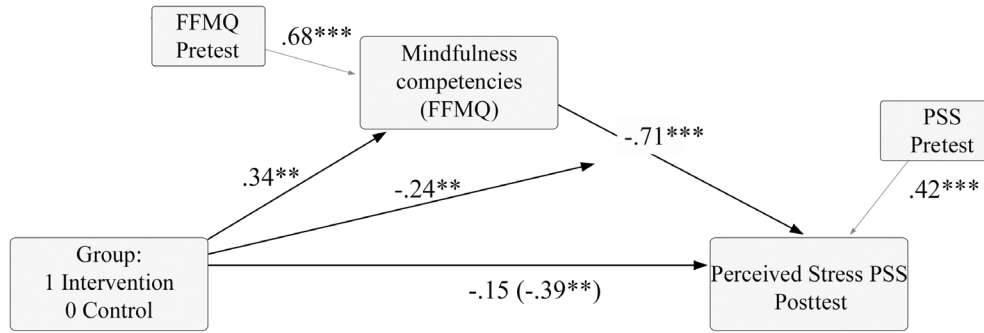 FFMQ
Pretest
.68***
Mindfulness
competencies
(FFMQ)
-.71***
PSS
Pretest
.42***
.34**
-.24**
Group:
1 Intervention
0 Control
-.15 (-.39**)
Perceived Stress PSS
Posttest